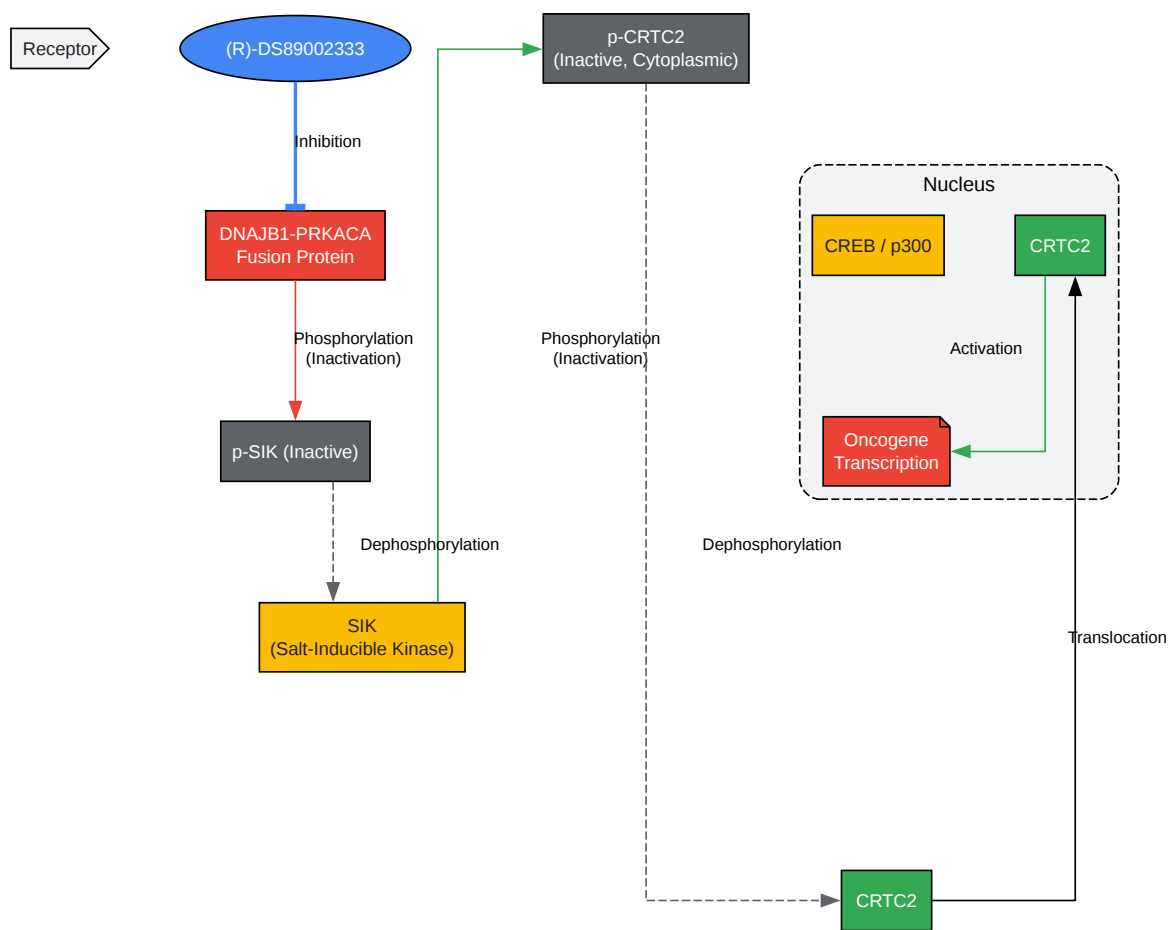 Receptor
(R)-DS89002333
p-CRTC2
(Inactive, Cytoplasmic)
Inhibition
Nucleus
DNAJB1-PRKACA
Fusion Protein
CREB / p300
CRTC2
Phosphorylation
(Inactivation)
Phosphorylation
(Inactivation)
Activation
p-SIK (Inactive)
Oncogene
Transcription
Dephosphorylation
Dephosphorylation
SIK
(Salt-Inducible Kinase)
Translocation
CRTC2